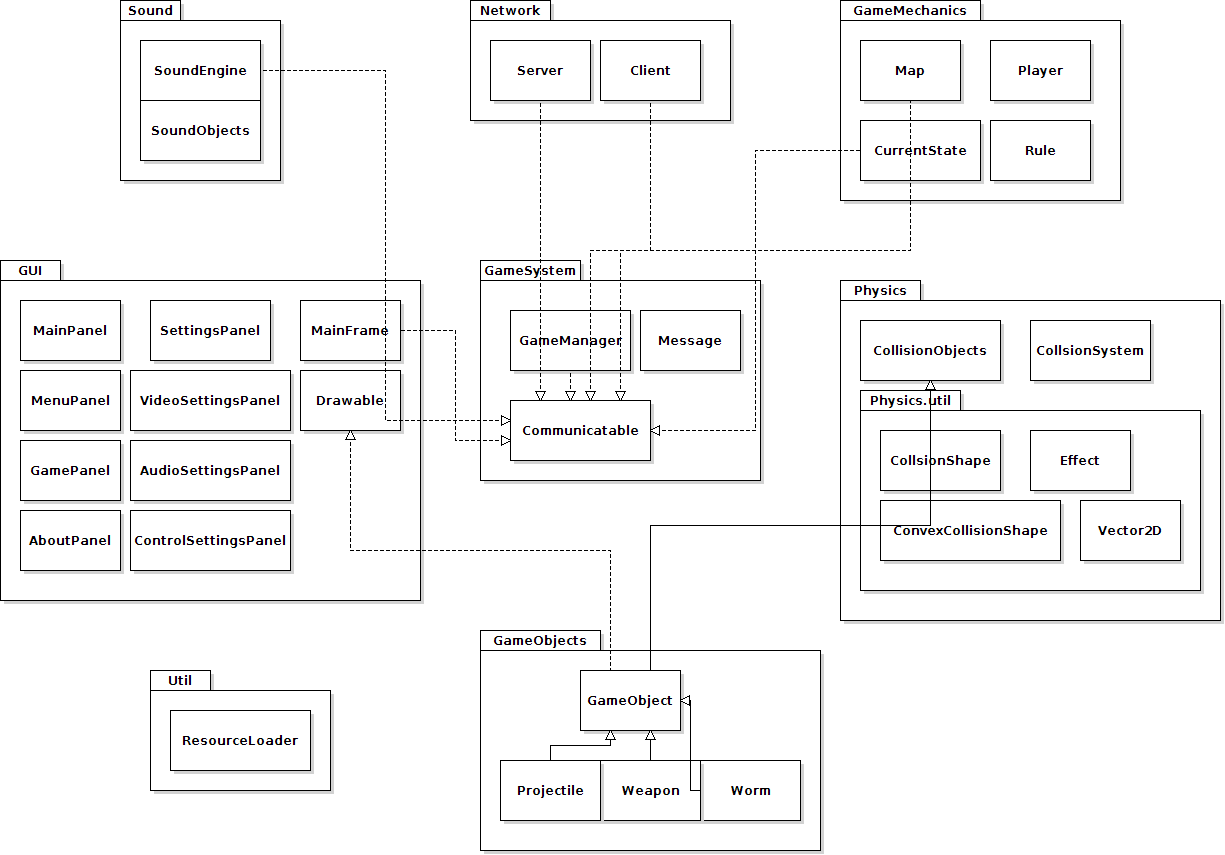 Sound
SoundEngine
SoundObjects
Network
Server
Client
GameMechanics
Map
Player
CurrentState
Rule
GUI
MainPanel
SettingsPanel
MainFrame
MenuPanel
VideoSettingsPanel
Drawable
GamePanel
AudioSettingsPanel
AboutPanel
ControlSettingsPanel
GameSystem
GameManager
Message
Communicatable
Physics
CollisionObjects
CollsionSystem
Physics.util
CollsionShape
Effect
ConvexCollisionShape
Vector2D
GameObjects
GameObject
Projectile
Weapon
Worm
Util
ResourceLoader